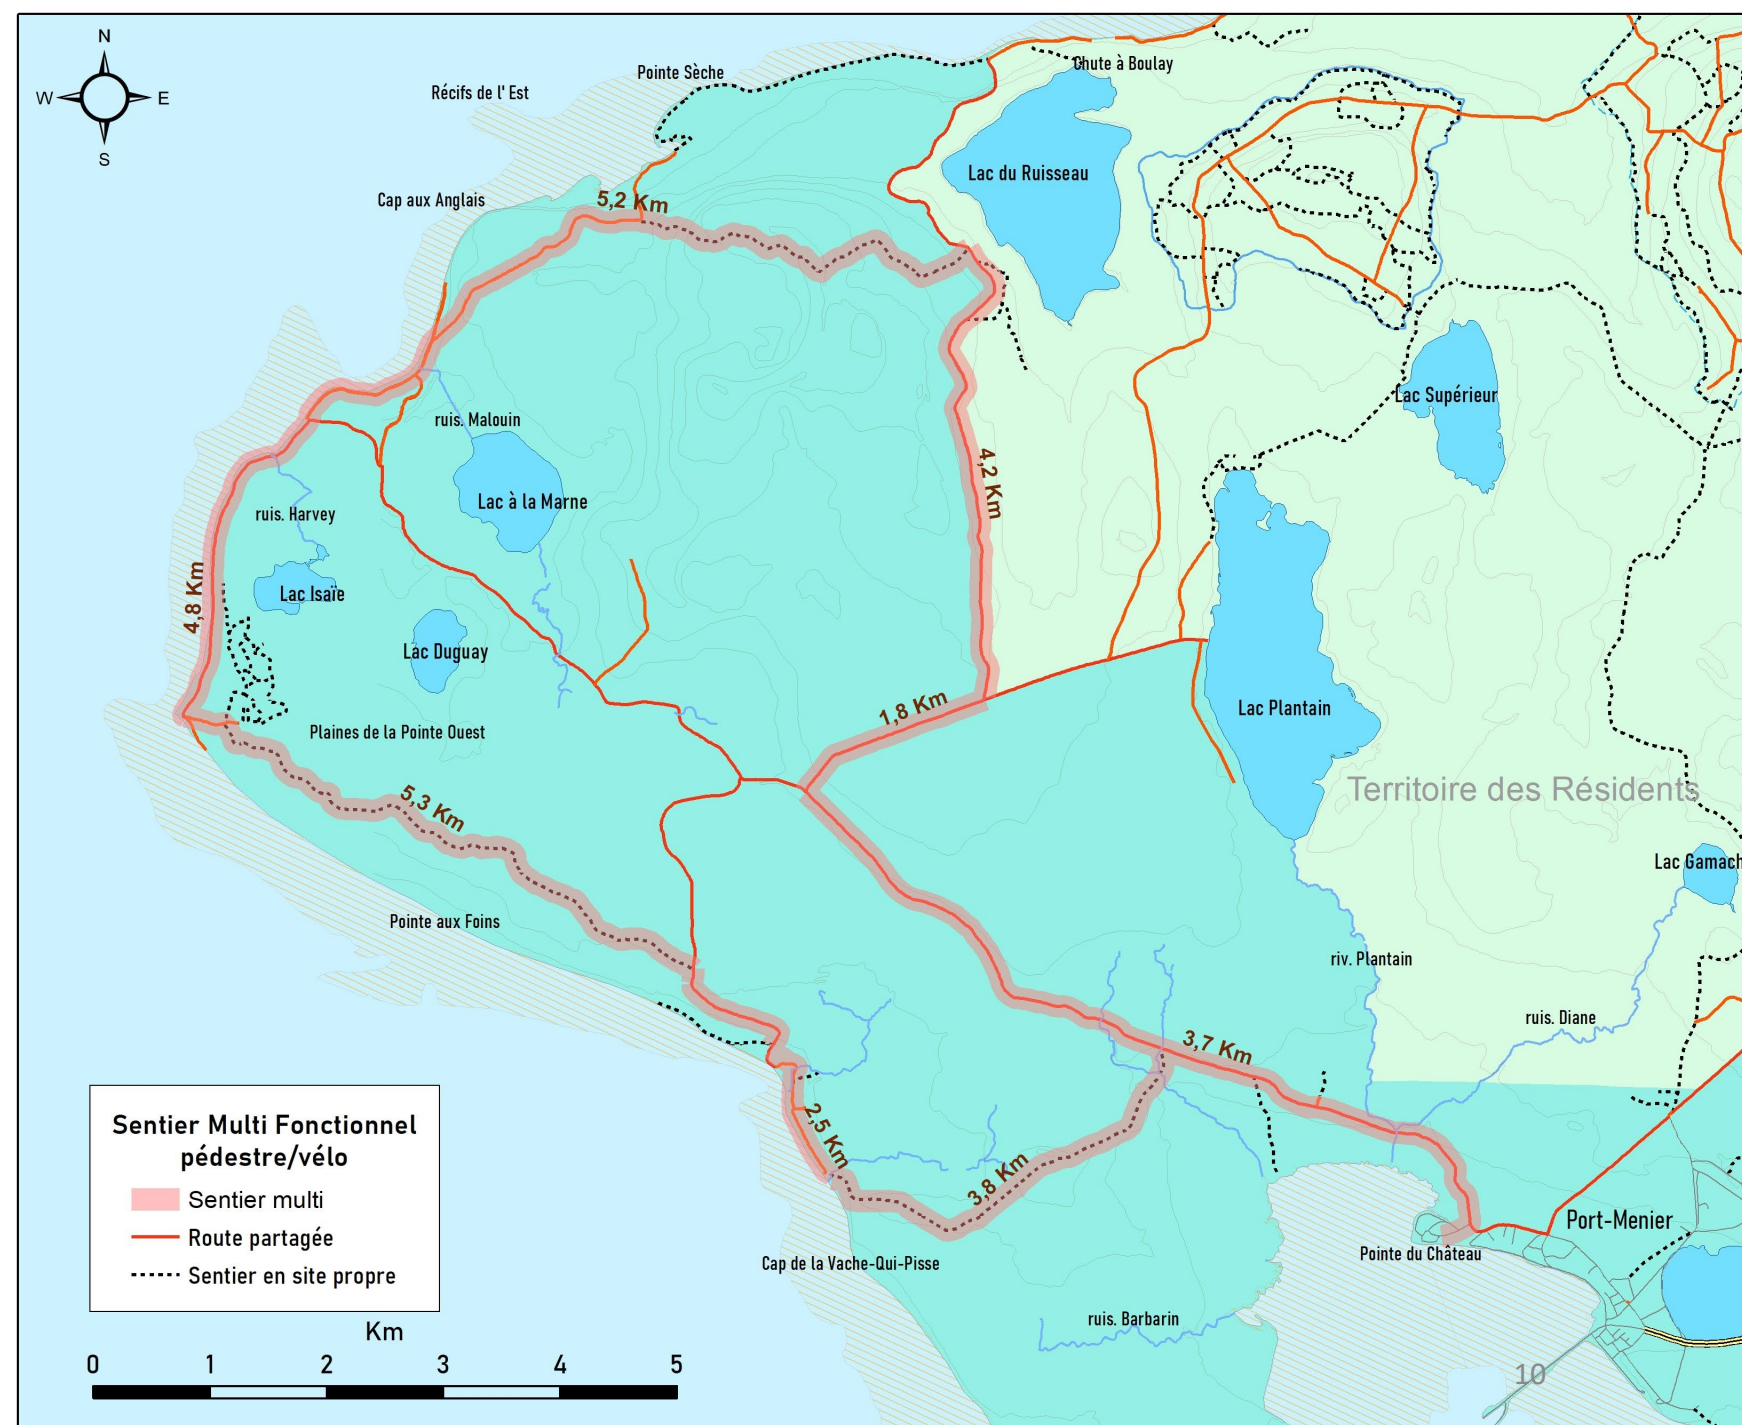 N
W E
S
Récifs de l' Est
Pointe Sèche
Chute à Boulay
Lac du Ruisseau
Cap aux Anglais
5,2 Km
Lac Supérieur
ruis. Malouin
4,2 Km
Lac à la Marne
ruis. Harvey
4,8 Km
Lac Isaïe
Lac Duguay
Plaines de la Pointe Ouest
1,8 Km
Lac Plantain
Territoire des Résidents
5,3 Km
Lac Gamach
Pointe aux Foins
riv. Plantain
ruis. Diane
3,7 Km
2,5 Km
3,8 Km
Port-Menier
Pointe du Château
Cap de la Vache-Qui-Pisse
ruis. Barbarin
10
Sentier Multi Fonctionnel
pédestre/vélo
Sentier multi
Route partagée
Sentier en site propre
Km
0 1 2 3 4 5